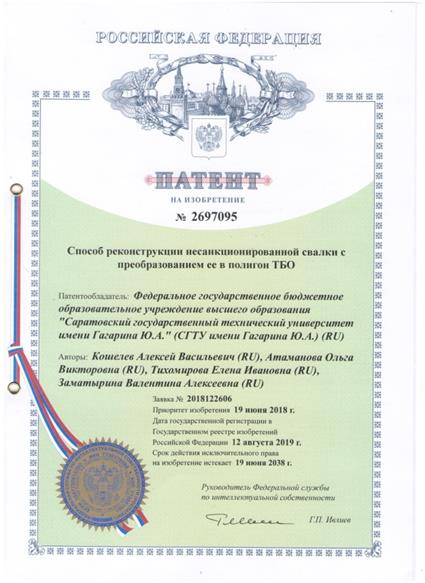 РОССИЙСКАЯ ФЕДЕРАЦИЯ
ПАТЕНТ
НА ИЗОБРЕТЕНИЕ
№ 2697095
Способ реконструкции несанкционированной свалки с
преобразованием ее в полигон ТБО
Патентообладатель: Федеральное государственное бюджетное
образовательное учреждение высшего образования
"Саратовский государственный технический университет
имени Гагарина Ю.А." (СГТУ имени Гагарина Ю.А.) (RU)
Авторы: Кошелев Алексей Васильевич (RU), Атаманова Ольга
Викторовна (RU), Тихомирова Елена Ивановна (RU),
Заматырина Валентина Алексеевна (RU)
Заявка № 2018122606
Приоритет изобретения 19 июня 2018 г.
Дата государственной регистрации в
Государственном реестре изобретений
Российской Федерации 12 августа 2019 г.
Срок действия исключительного права
на изобретение истекает 19 июня 2038 г.
Руководитель Федеральной службы
по интеллектуальной собственности
Г.П. Ивлиев